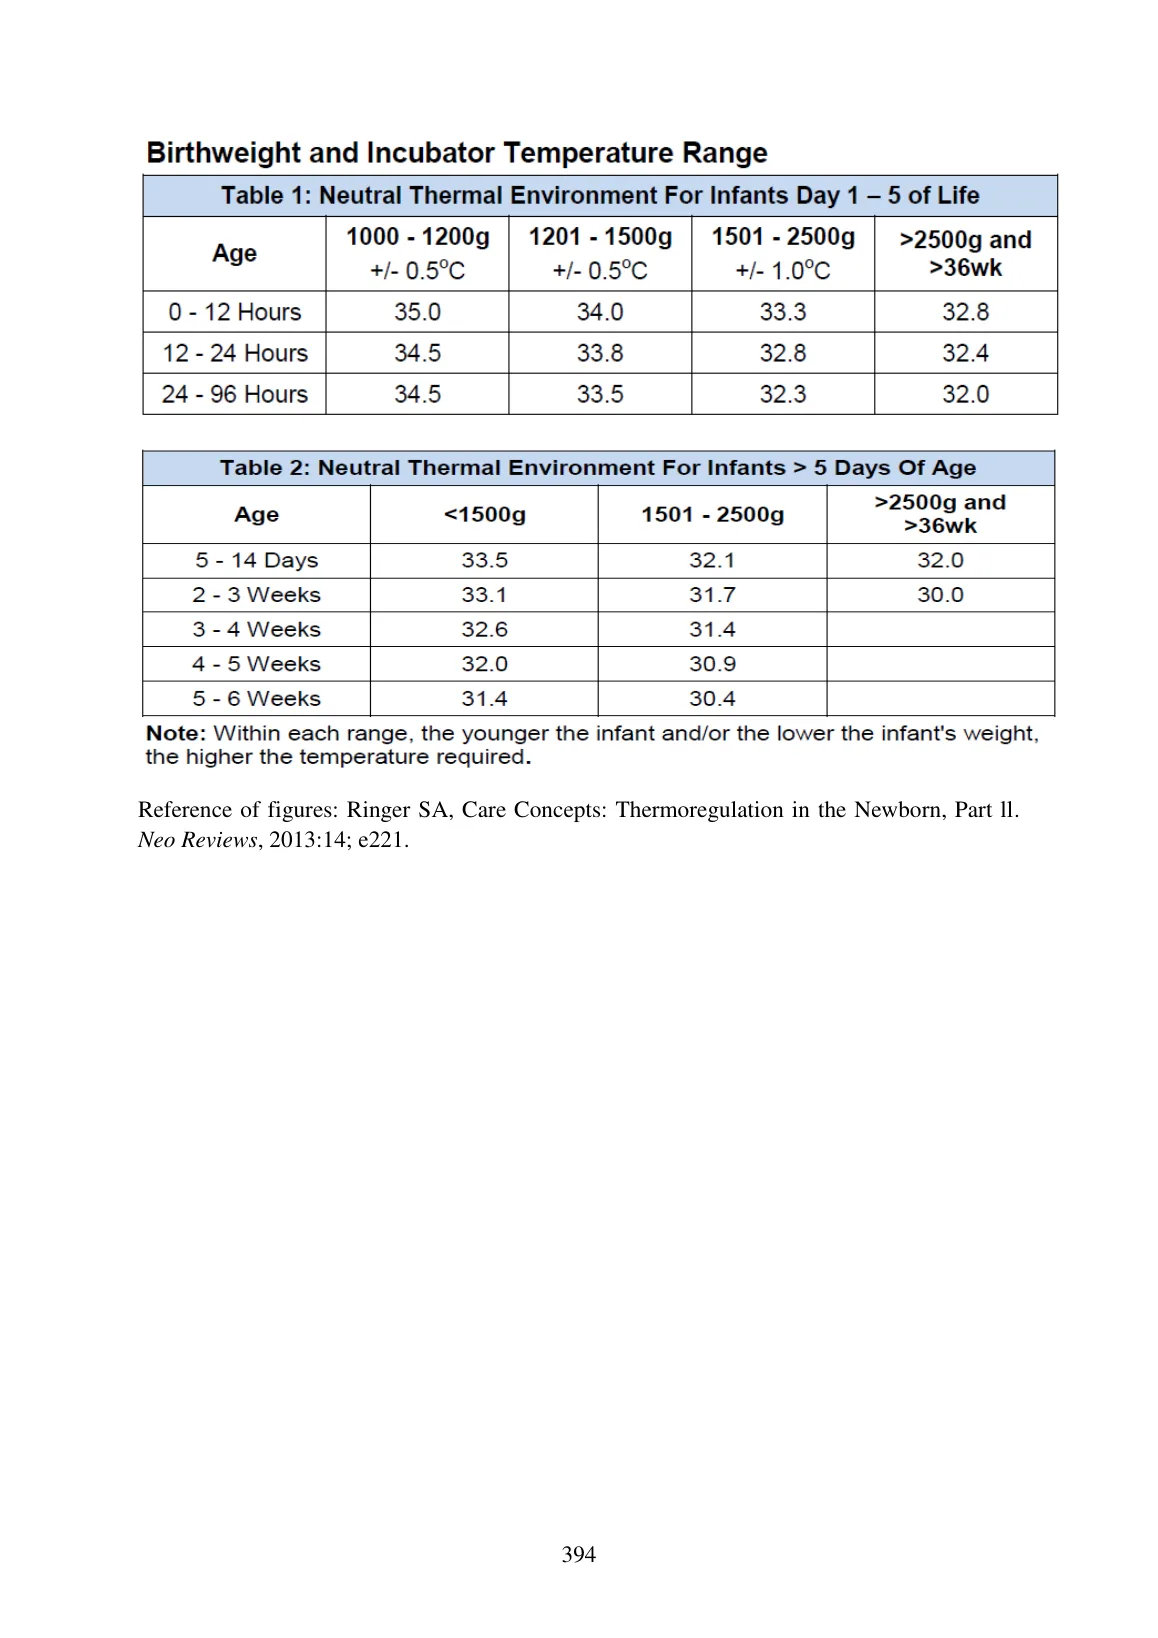 Birthweight and Incubator Temperature Range
Table 1: Neutral Thermal Environment For Infants Day 1 – 5 of Life
Age 1000 - 1200g +/- 0.5°C 1201 - 1500g +/- 0.5°C 1501 - 2500g +/- 1.0°C >2500g and >36wk
0 - 12 Hours 35.0 34.0 33.3 32.8
12 - 24 Hours 34.5 33.8 32.8 32.4
24 - 96 Hours 34.5 33.5 32.3 32.0
Table 2: Neutral Thermal Environment For Infants > 5 Days Of Age
Age <1500g 1501 - 2500g >2500g and >36wk
5 - 14 Days 33.5 32.1 32.0
2 - 3 Weeks 33.1 31.7 30.0
3 - 4 Weeks 32.6 31.4
4 - 5 Weeks 32.0 30.9
5 - 6 Weeks 31.4 30.4
Note: Within each range, the younger the infant and/or the lower the infant's weight,
the higher the temperature required.
Reference of figures: Ringer SA, Care Concepts: Thermoregulation in the Newborn, Part ll.
Neo Reviews, 2013:14; e221.
394